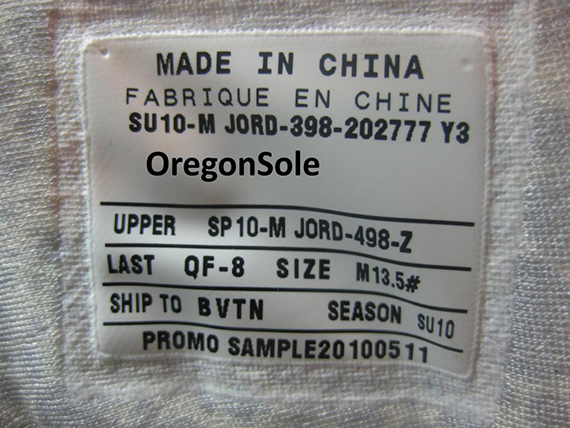 MADE IN CHINA
FABRIQUE EN CHINE
SU10-M JORD-398-202777 Y3
OregonSole
UPPER SP10-M JORD-498-Z
LAST QF-8 SIZE M13.5#
SHIP TO BVTN SEASON SU10
PROMO SAMPLE20100511